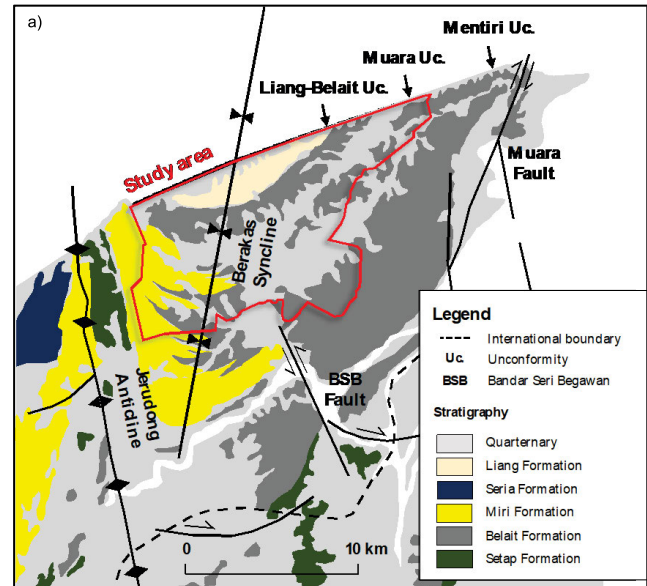 a)
Mentiri Uc.
Muara Uc.
Liang-Belait Uc.
Study area
Muara
Fault
Berakas
Syncline
Jerudong
Antidine
BSB
Fault
0 10 km
Legend
International boundary
Uc. Unconformity
BSB Bandar Seri Begawan
Stratigraphy
Quarternary
Liang Formation
Seria Formation
Miri Formation
Belait Formation
Setap Formation